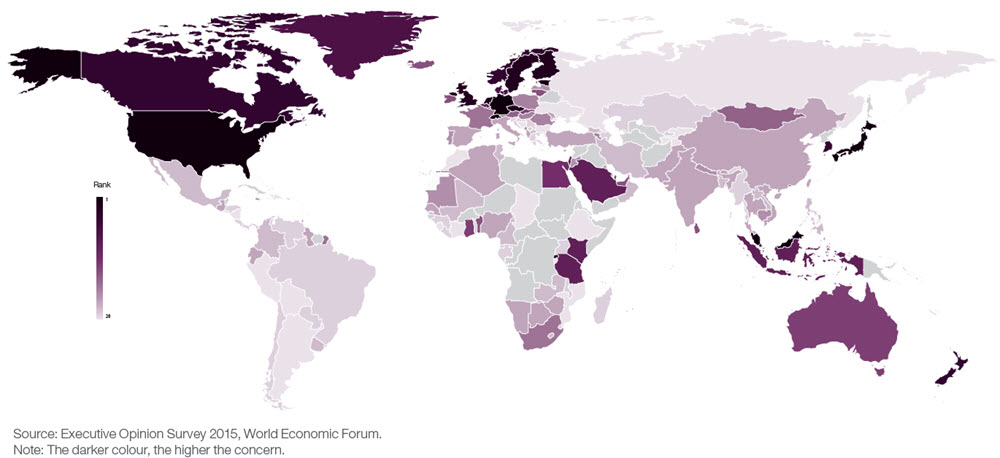 Rank
1
28
Source: Executive Opinion Survey 2015, World Economic Forum.
Note: The darker colour, the higher the concern.